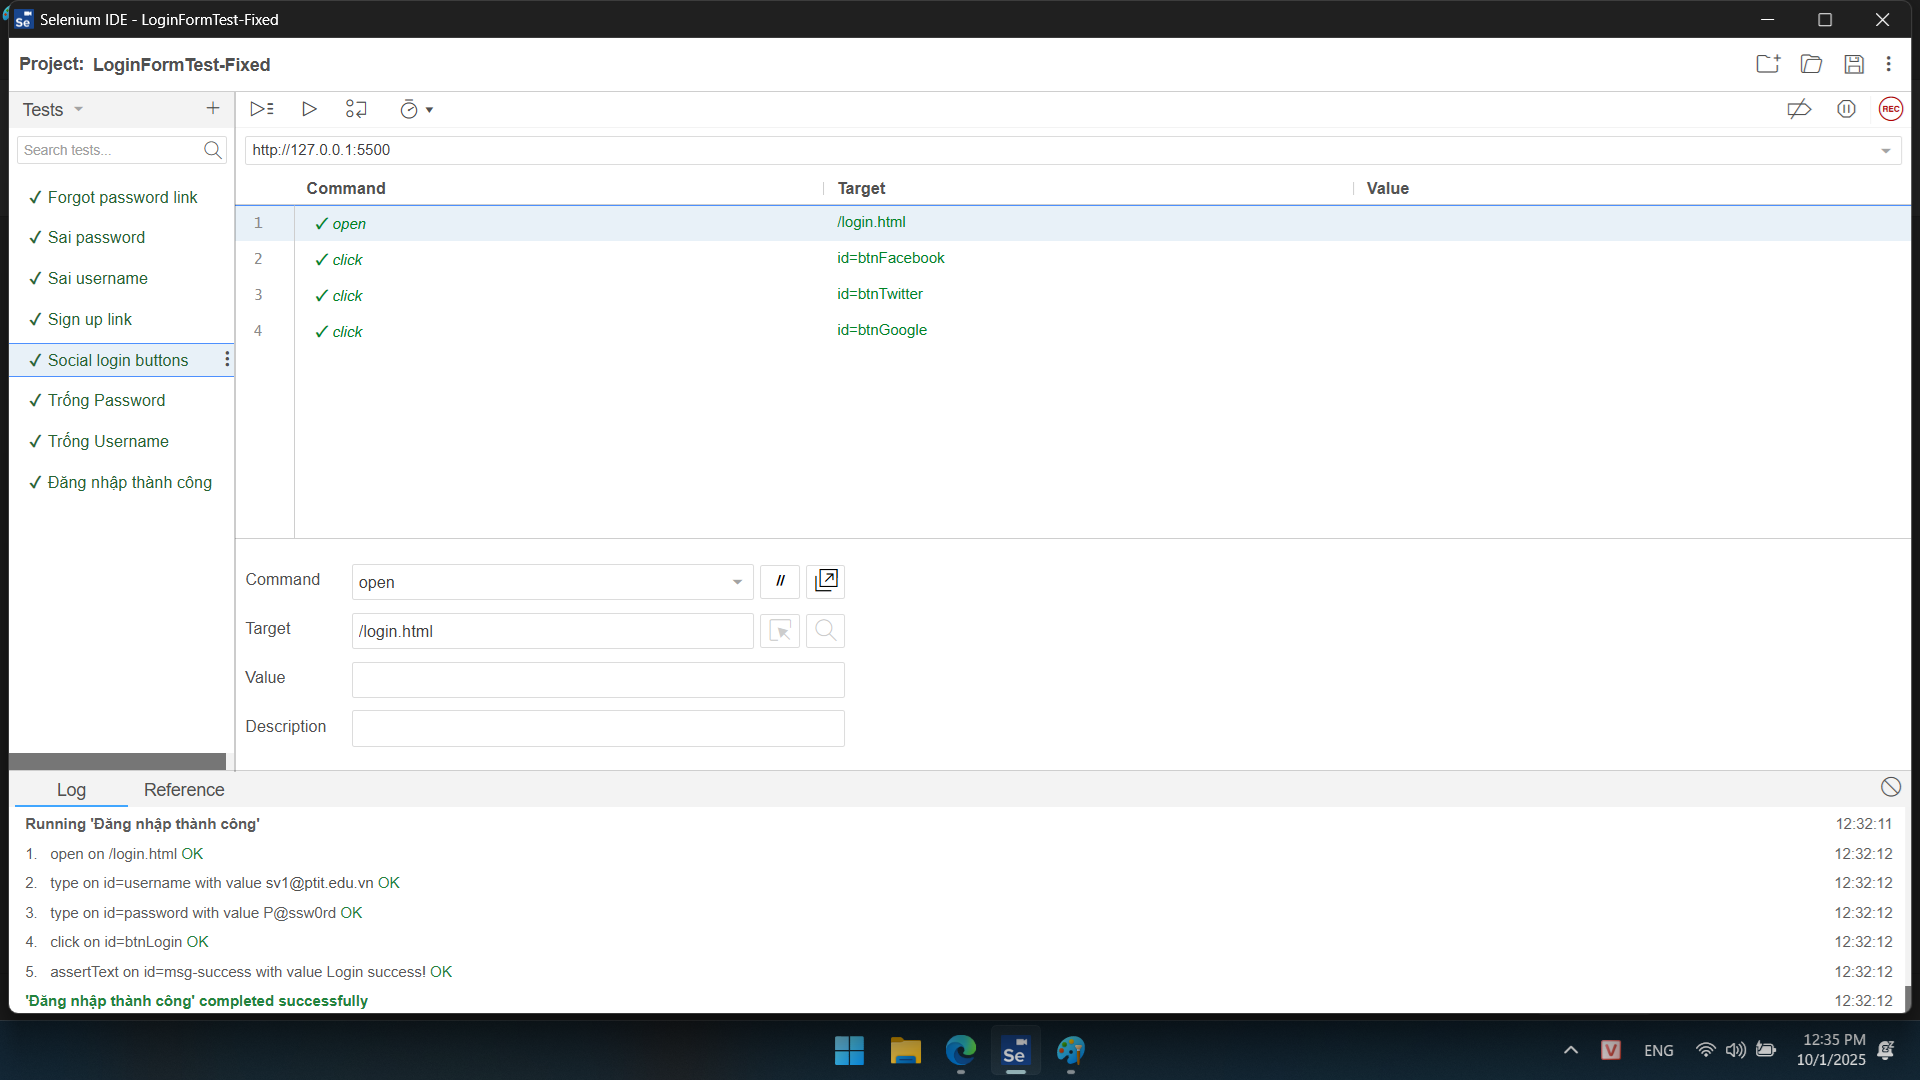 Selenium IDE - LoginFormTest-Fixed
Project: LoginFormTest-Fixed
Tests
REC
Search tests...
http://127.0.0.1:5500
Command Target Value
1 ✓ open /login.html
2 ✓ click id=btnFacebook
3 ✓ click id=btnTwitter
4 ✓ click id=btnGoogle
✓ Forgot password link
✓ Sai password
✓ Sai username
✓ Sign up link
✓ Social login buttons
✓ Trống Password
✓ Trống Username
✓ Đăng nhập thành công
Command open //
Target /login.html
Value
Description
Log Reference
Running 'Đăng nhập thành công' 12:32:11
1. open on /login.html OK 12:32:12
2. type on id=username with value sv1@ptit.edu.vn OK 12:32:12
3. type on id=password with value P@ssw0rd OK 12:32:12
4. click on id=btnLogin OK 12:32:12
5. assertText on id=msg-success with value Login success! OK 12:32:12
'Đăng nhập thành công' completed successfully 12:32:12
Se
V
ENG
12:35 PM
10/1/2025